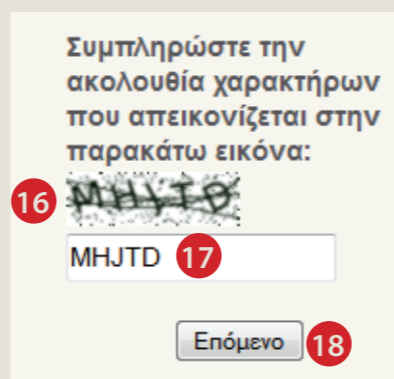 Συμπληρώστε την
ακολουθία χαρακτήρων
που απεικονίζεται στην
παρακάτω εικόνα:
16 MHJTD
MHJTD 17
Επόμενο 18